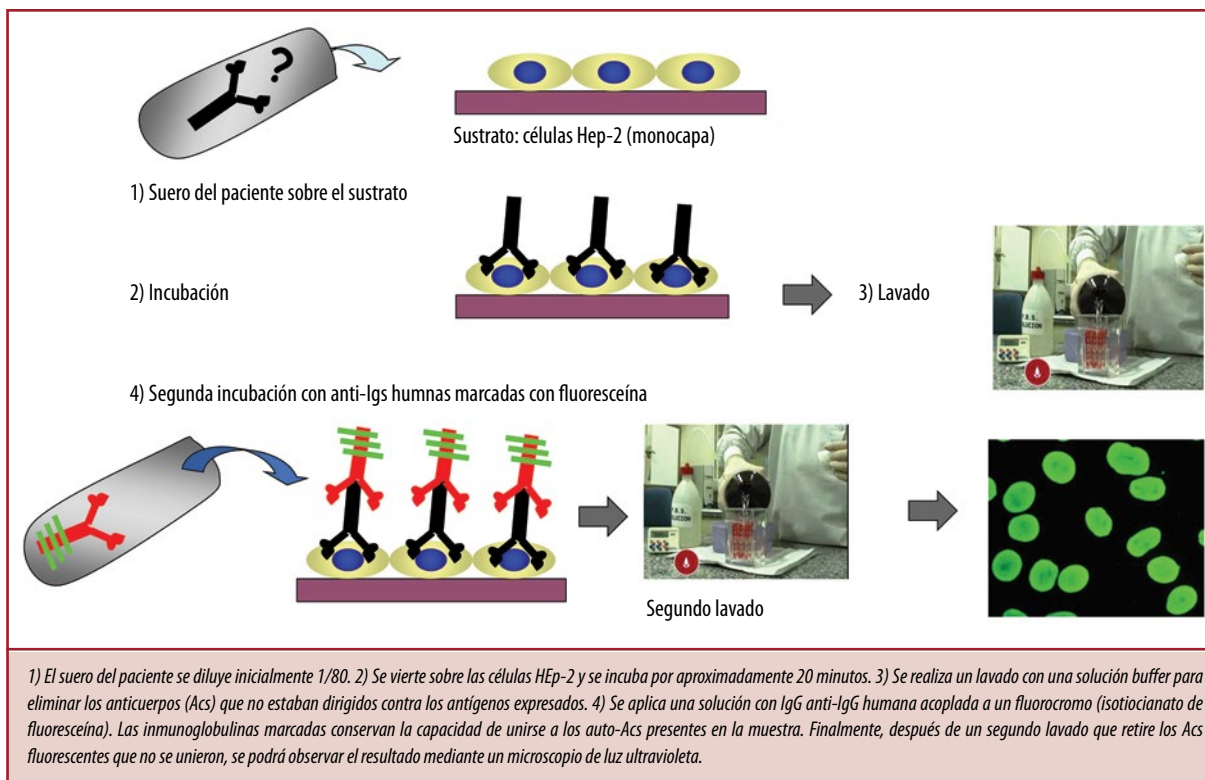 ?
Sustrato: células Hep-2 (monocapa)
1) Suero del paciente sobre el sustrato
2) Incubación
3) Lavado
P.B.S.
SOLUCION
4) Segunda incubación con anti-Igs humnas marcadas con fluoresceína
Segundo lavado
1) El suero del paciente se diluye inicialmente 1/80. 2) Se vierte sobre las células HEp-2 y se incuba por aproximadamente 20 minutos. 3) Se realiza un lavado con una solución buffer para
eliminar los anticuerpos (Acs) que no estaban dirigidos contra los antígenos expresados. 4) Se aplica una solución con IgG anti-IgG humana acoplada a un fluorocromo (isotiocianato de
fluoresceína). Las inmunoglobulinas marcadas conservan la capacidad de unirse a los auto-Acs presentes en la muestra. Finalmente, después de un segundo lavado que retire los Acs
fluorescentes que no se unieron, se podrá observar el resultado mediante un microscopio de luz ultravioleta.